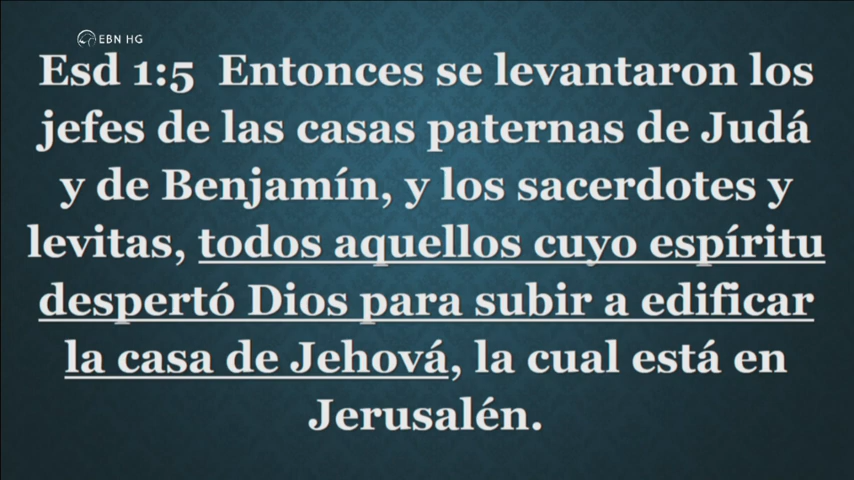 EBN HG
Esd 1:5 Entonces se levantaron los
jefes de las casas paternas de Judá
y de Benjamín, y los sacerdotes y
levitas, todos aquellos cuyo espíritu
despertó Dios para subir a edificar
la casa de Jehová, la cual está en
Jerusalén.